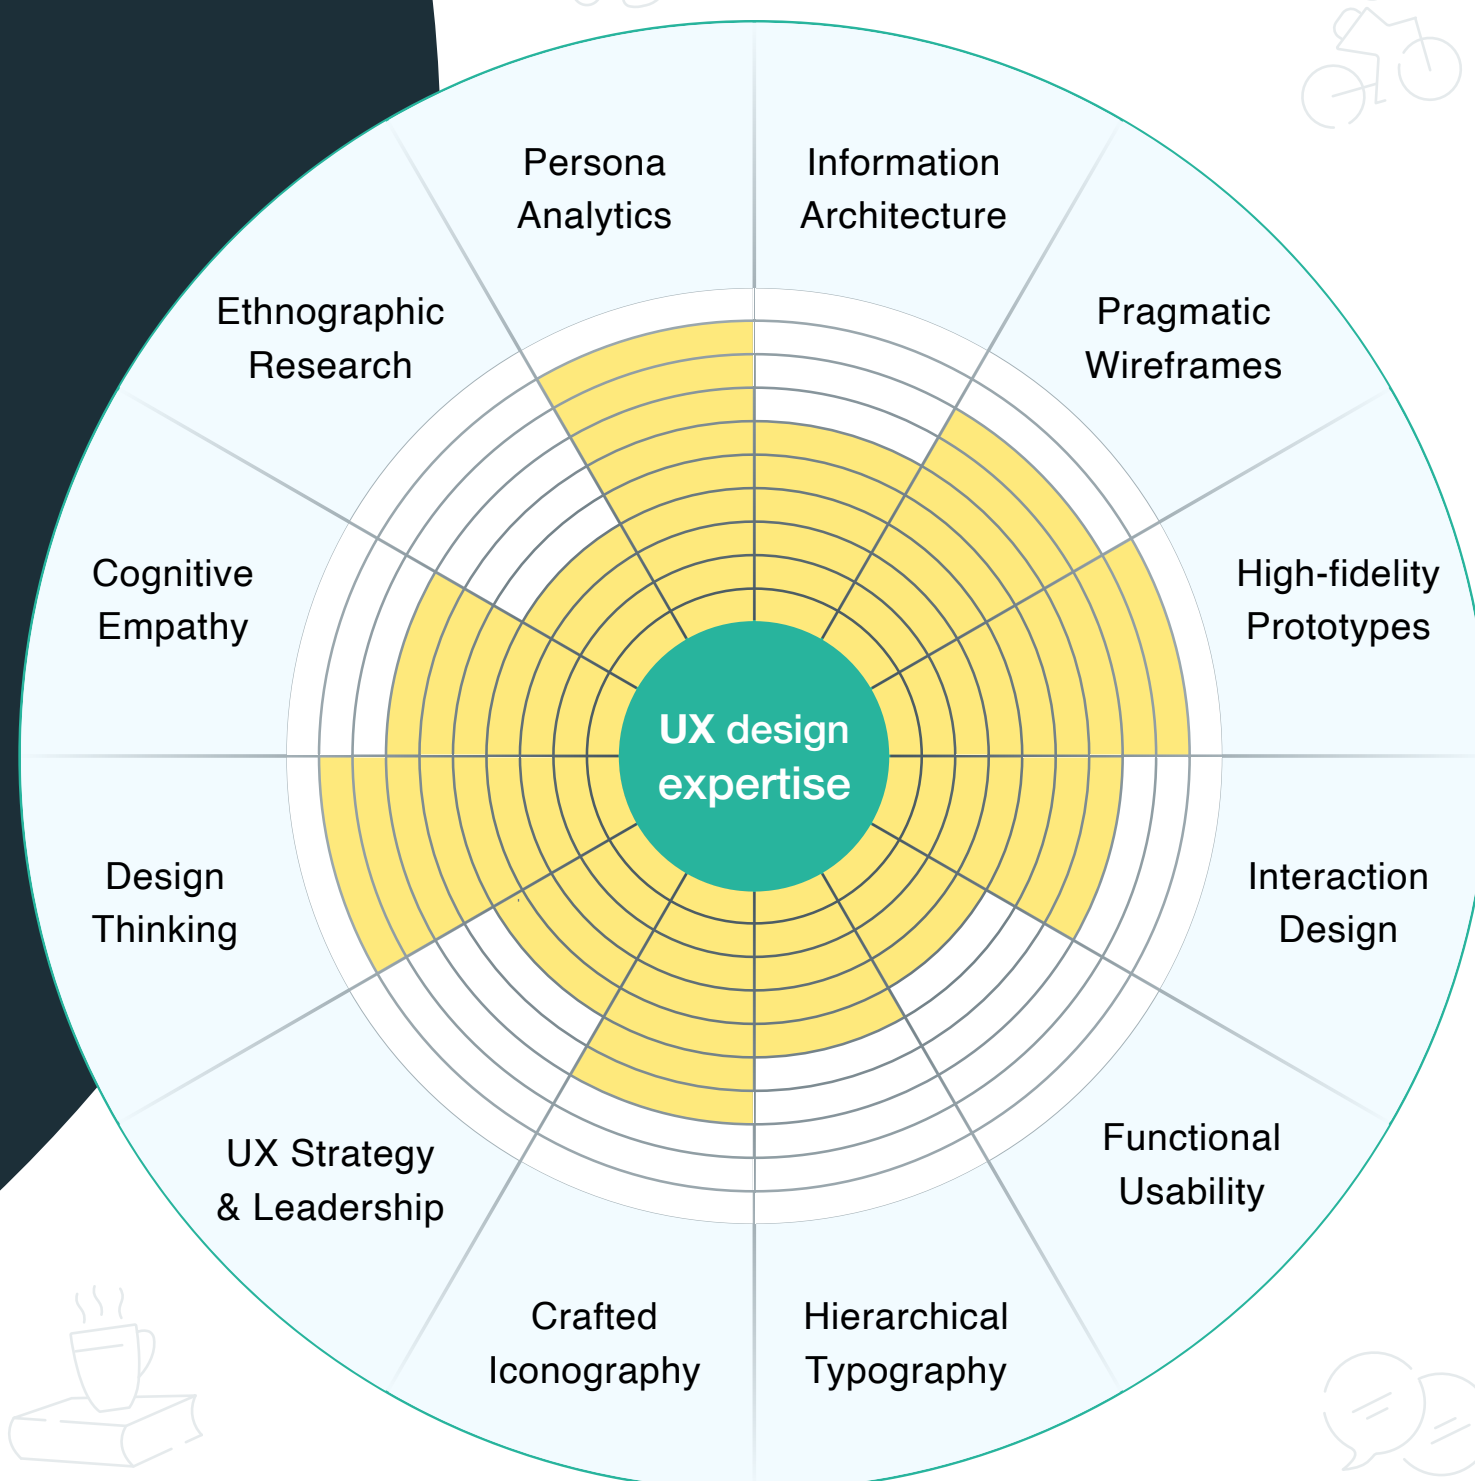 Persona
Analytics
Information
Architecture
Pragmatic
Wireframes
High-fidelity
Prototypes
Interaction
Design
Functional
Usability
Hierarchical
Typography
Crafted
Iconography
UX Strategy
& Leadership
Design
Thinking
Cognitive
Empathy
Ethnographic
Research
UX design
expertise